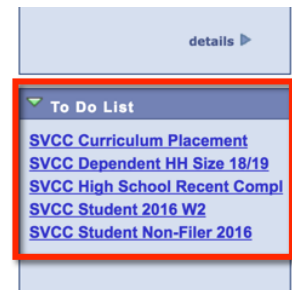 details
To Do List
SVCC Curriculum Placement
SVCC Dependent HH Size 18/19
SVCC High School Recent Compl
SVCC Student 2016 W2
SVCC Student Non-Filer 2016